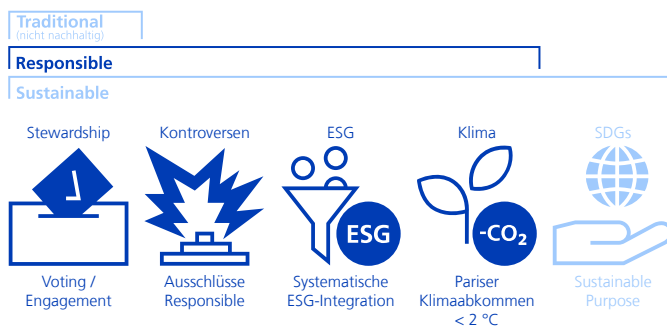 Traditional
(nicht nachhaltig)
Responsible
Sustainable
Stewardship
Kontroversen
ESG
Klima
SDGs
ESG
-CO₂
Voting /
Engagement
Ausschlüsse
Responsible
Systematische
ESG-Integration
Pariser
Klimaabkommen
< 2 °C
Sustainable
Purpose